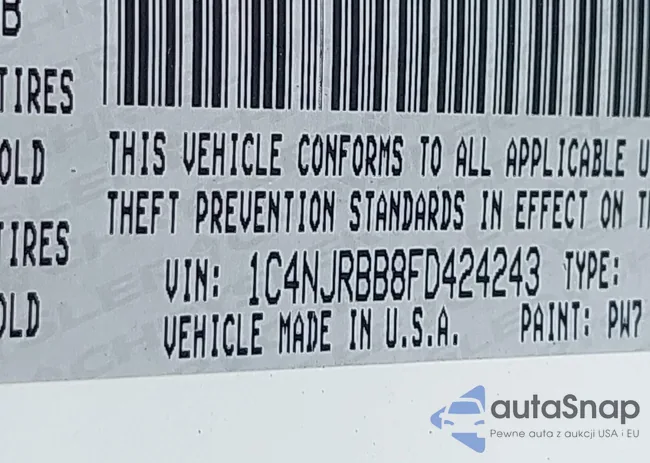 B
TIRES
THIS VEHICLE CONFORMS TO ALL APPLICABLE U
OLD
THEFT PREVENTION STANDARDS IN EFFECT ON T
TIRES
VIN: 1C4NJRBB8FD424243 TYPE:
OLD
VEHICLE MADE IN U.S.A. PAINT: PW7
autaSnap
Pewne auta z aukcji USA i EU